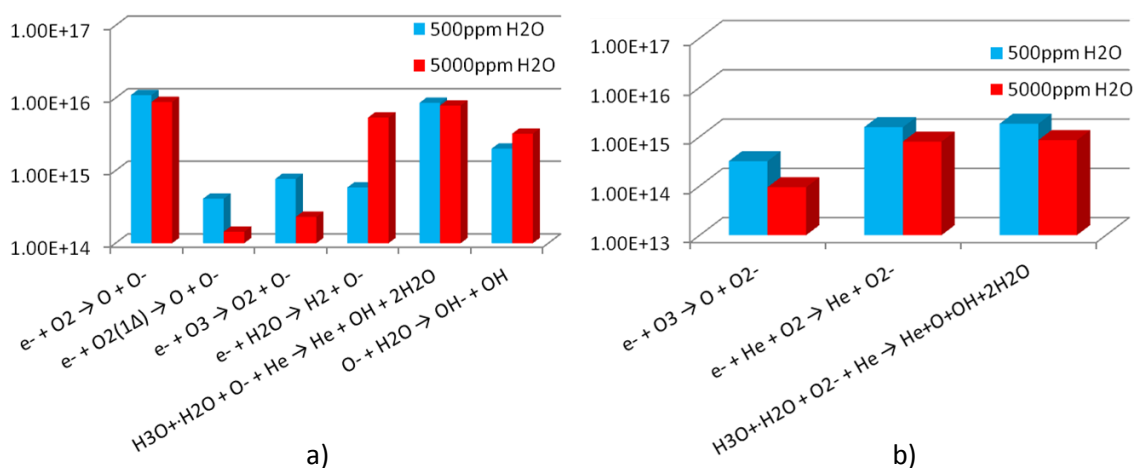 1.00E+17
1.00E+16
1.00E+15
1.00E+14
500ppm H2O
5000ppm H2O
e- + O2 → O + O-
e- + O2(1Δ) → O + O-
e- + O3 → O2 + O-
e- + H2O → H2 + O-
H3O+·H2O + O- + He → He + OH + 2H2O
O- + H2O → OH- + OH
a)
1.00E+17
1.00E+16
1.00E+15
1.00E+14
1.00E+13
500ppm H2O
5000ppm H2O
e- + O3 → O + O2-
e- + He + O2 → He + O2-
H3O+·H2O + O2- + He → He+O+OH+2H2O
b)